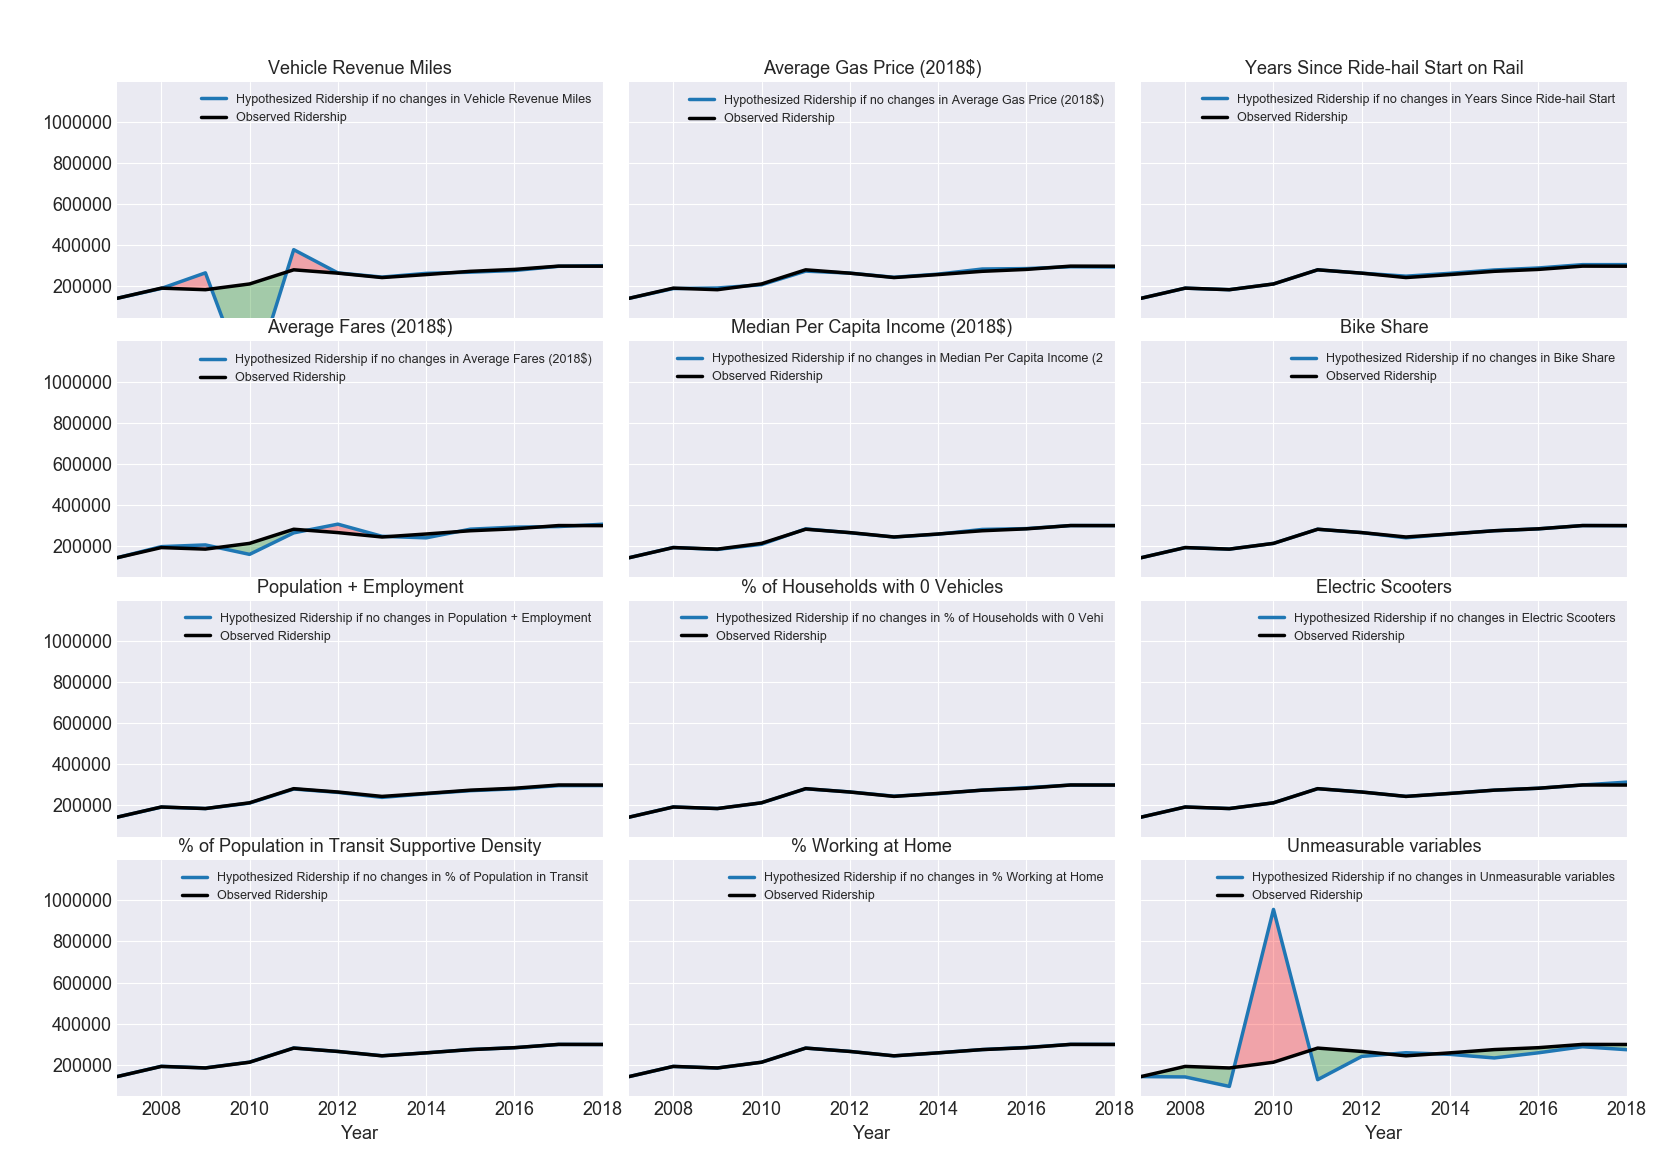 Vehicle Revenue Miles
Hypothesized Ridership if no changes in Vehicle Revenue Miles
Observed Ridership
1000000
800000
600000
400000
200000
Average Gas Price (2018$)
Hypothesized Ridership if no changes in Average Gas Price (2018$)
Observed Ridership
Years Since Ride-hail Start on Rail
Hypothesized Ridership if no changes in Years Since Ride-hail Start
Observed Ridership
Average Fares (2018$)
Hypothesized Ridership if no changes in Average Fares (2018$)
Observed Ridership
1000000
800000
600000
400000
200000
Median Per Capita Income (2018$)
Hypothesized Ridership if no changes in Median Per Capita Income (2
Observed Ridership
Bike Share
Hypothesized Ridership if no changes in Bike Share
Observed Ridership
Population + Employment
Hypothesized Ridership if no changes in Population + Employment
Observed Ridership
1000000
800000
600000
400000
200000
% of Households with 0 Vehicles
Hypothesized Ridership if no changes in % of Households with 0 Vehi
Observed Ridership
Electric Scooters
Hypothesized Ridership if no changes in Electric Scooters
Observed Ridership
% of Population in Transit Supportive Density
Hypothesized Ridership if no changes in % of Population in Transit
Observed Ridership
1000000
800000
600000
400000
200000
2008 2010 2012 2014 2016 2018
Year
% Working at Home
Hypothesized Ridership if no changes in % Working at Home
Observed Ridership
2008 2010 2012 2014 2016 2018
Year
Unmeasurable variables
Hypothesized Ridership if no changes in Unmeasurable variables
Observed Ridership
2008 2010 2012 2014 2016 2018
Year